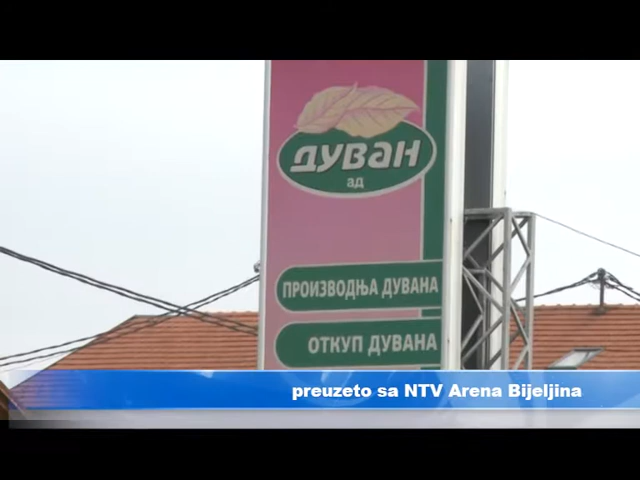 ДУВАН
ад
ПРОИЗВОДЊА ДУВАНА
ОТКУП ДУВАНА
preuzeto sa NTV Arena Bijeljina